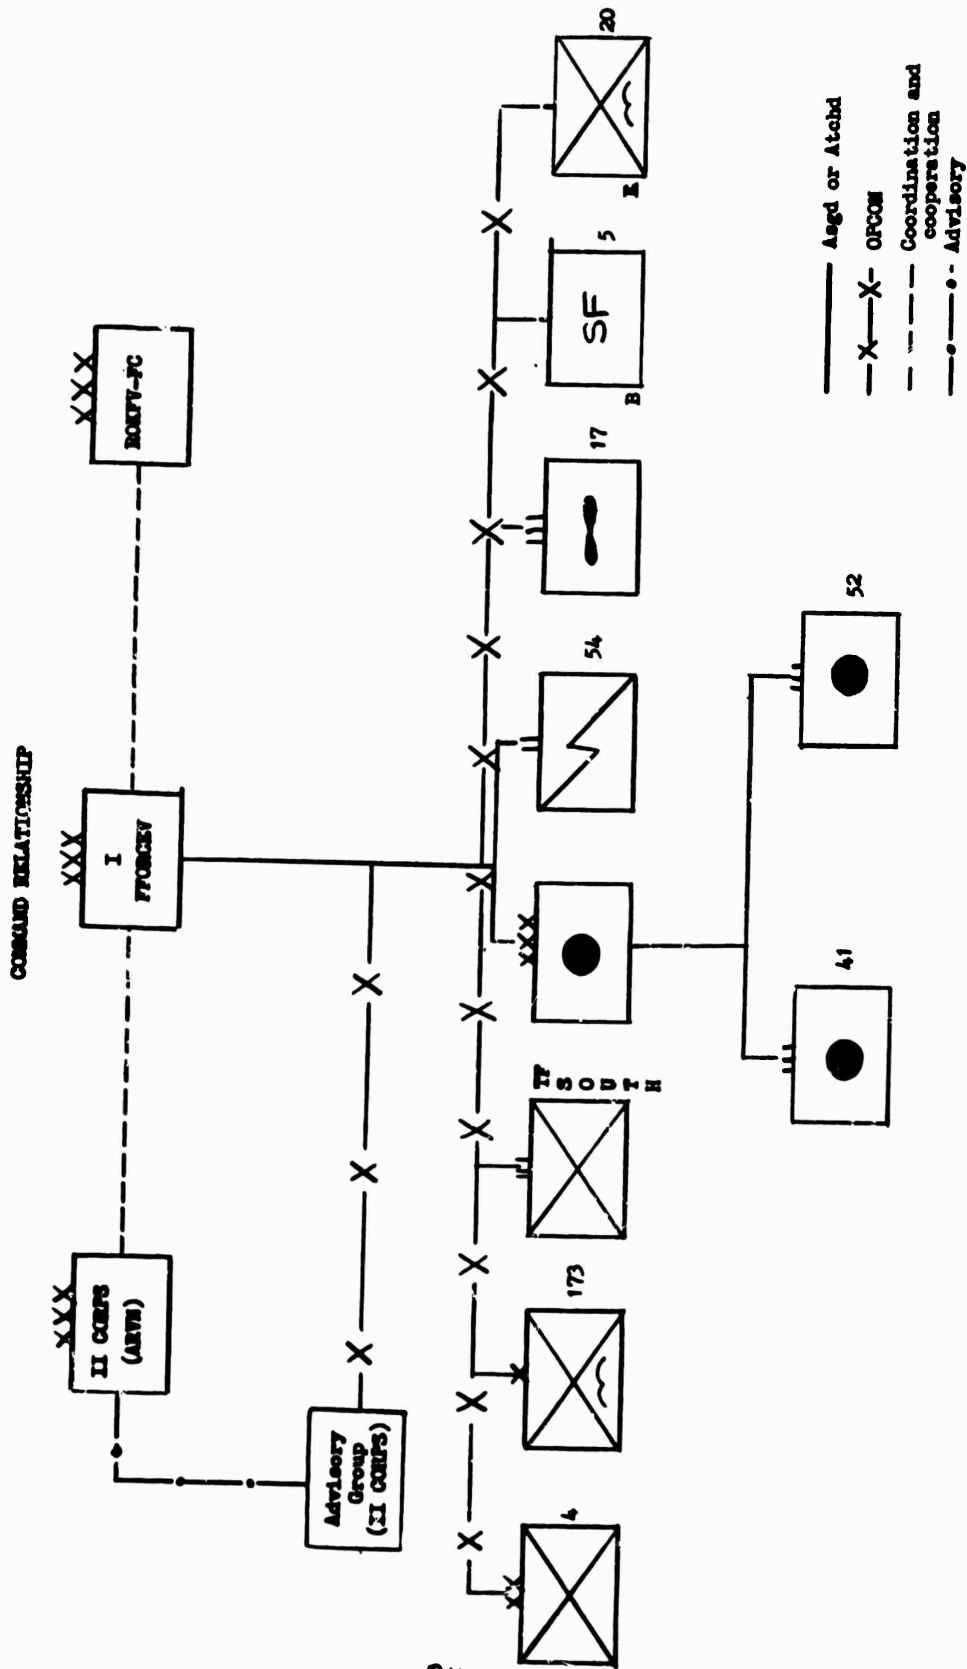 COMMAND RELATIONSHIP
XXX
II CORPS
(ARVN)
XXX
I
FFORCEV
XXX
ROKFV-FC
Advisory
Group
(II CORPS)
XX
4
X
173
TF
SOUTH
XXX
54
17
SF
B
5
E
20
41
52
Asgd or Atchd
X X OPCON
Coordination and
cooperation
Advisory